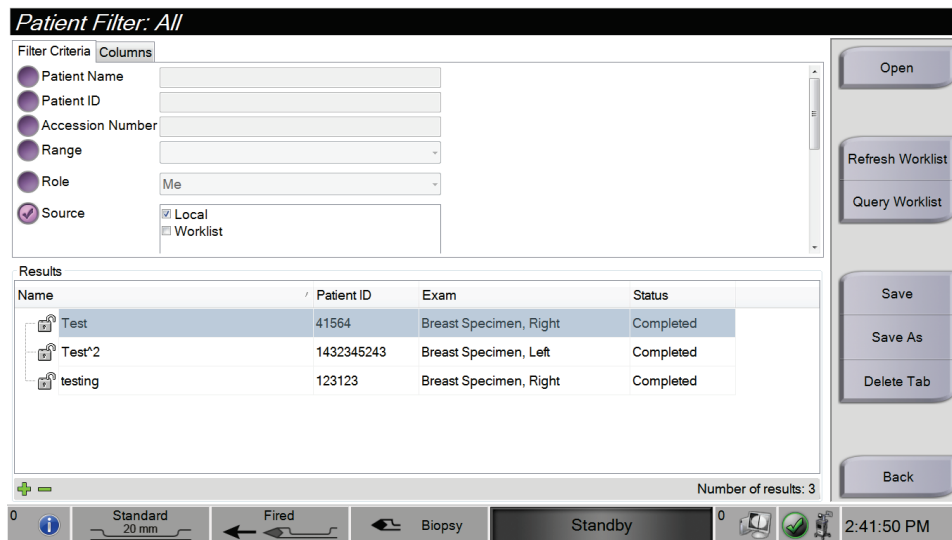 Patient Filter: All
Filter Criteria Columns
Patient Name
Patient ID
Accession Number
Range
Role Me
Source Local
Worklist
Results
Name Patient ID Exam Status
Test 41564 Breast Specimen, Right Completed
Test^2 1432345243 Breast Specimen, Left Completed
testing 123123 Breast Specimen, Right Completed
Number of results: 3
Open
Refresh Worklist
Query Worklist
Save
Save As
Delete Tab
Back
0 Standard Fired Biopsy Standby 0 2:41:50 PM
20 mm